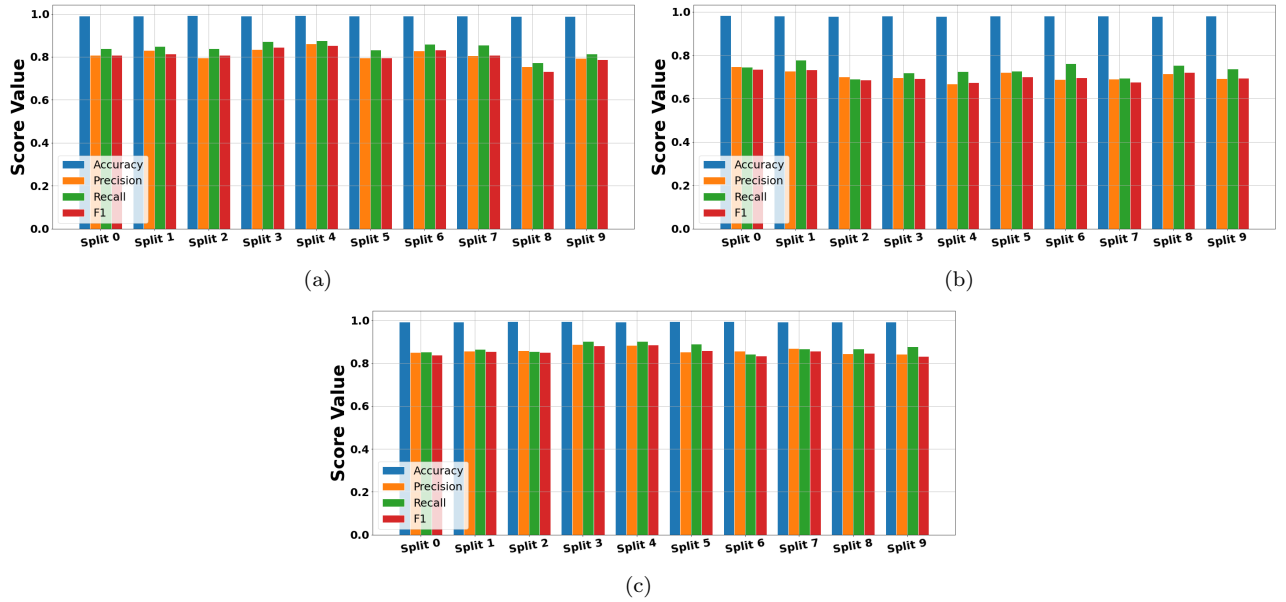 Score Value
1.0
0.8
0.6
0.4
0.2
0.0
Accuracy
Precision
Recall
F1
Split 0 Split 1 Split 2 Split 3 Split 4 Split 5 Split 6 Split 7 Split 8 Split 9
(a)
Score Value
1.0
0.8
0.6
0.4
0.2
0.0
Accuracy
Precision
Recall
F1
Split 0 Split 1 Split 2 Split 3 Split 4 Split 5 Split 6 Split 7 Split 8 Split 9
(b)
Score Value
1.0
0.8
0.6
0.4
0.2
0.0
Accuracy
Precision
Recall
F1
Split 0 Split 1 Split 2 Split 3 Split 4 Split 5 Split 6 Split 7 Split 8 Split 9
(c)